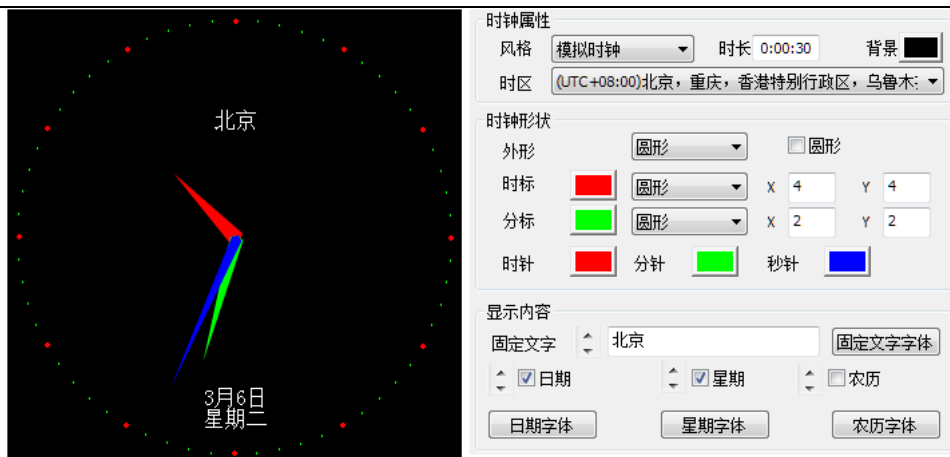 北京
3月6日
星期二
时钟属性
风格 模拟时钟 时长 0:00:30 背景
时区 (UTC+08:00)北京，重庆，香港特别行政区，乌鲁木
时钟形状
外形 圆形 圆形
时标 圆形 X 4 Y 4
分标 圆形 X 2 Y 2
时针 分针 秒针
显示内容
固定文字 北京 固定文字字体
日期 星期 农历
日期字体 星期字体 农历字体